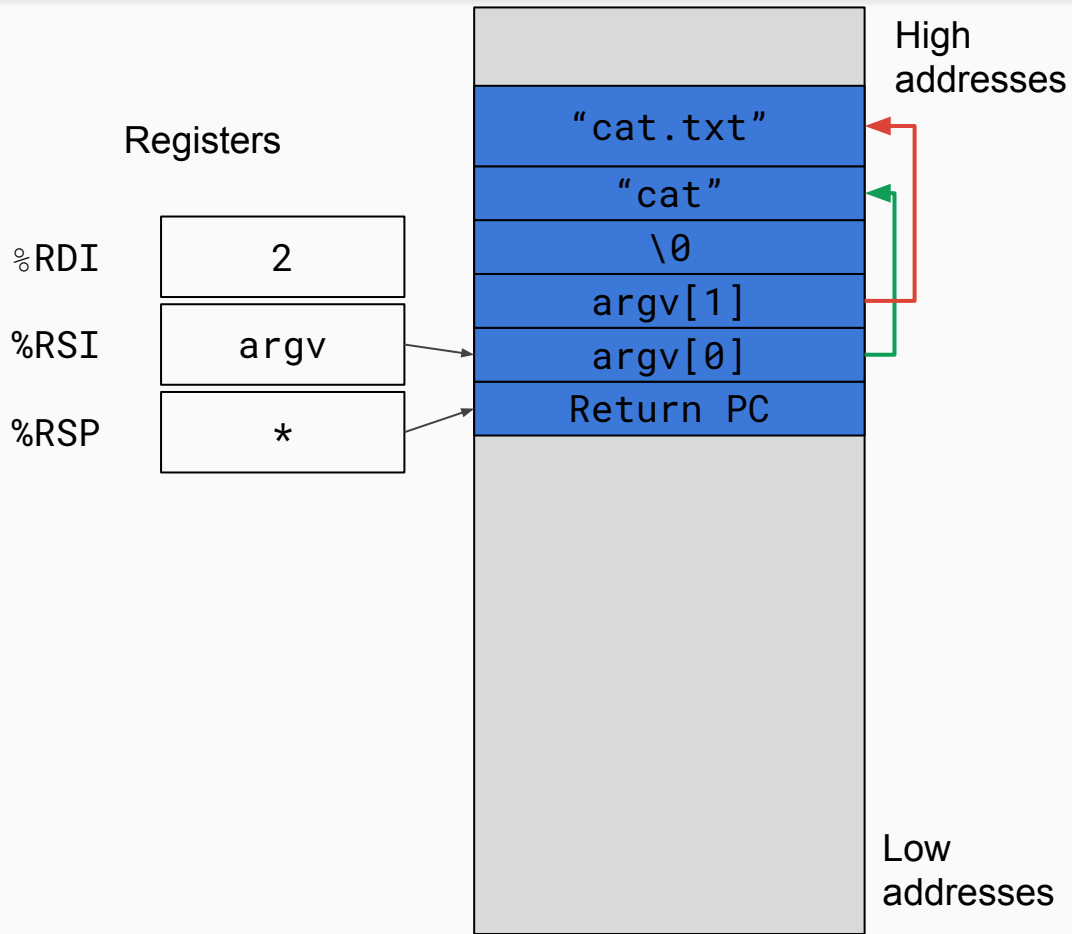 High
addresses
Registers
“cat.txt”
“cat”
%RDI
2
\0
argv[1]
%RSI
argv
argv[0]
Return PC
%RSP
*
Low
addresses